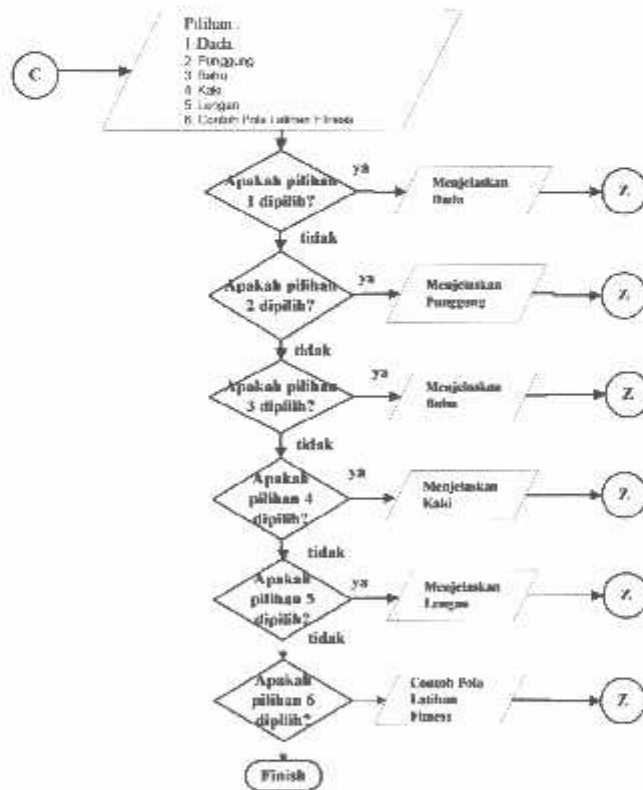 Pilihan :
1 Dada
2 Punggung
3 Bahu
4 Kaki
5 Lengan
6 Contoh Pola Latihan Fitness
C
Apakah pilihan
1 dipilih?
ya
Menjelaskan
Dada
Z
tidak
Apakah pilihan
2 dipilih?
ya
Menjelaskan
Punggung
Z
tidak
Apakah pilihan
3 dipilih?
ya
Menjelaskan
Bahu
Z
tidak
Apakah
pilihan 4
dipilih?
ya
Menjelaskan
Kaki
Z
tidak
Apakah
pilihan 5
dipilih?
ya
Menjelaskan
Lengan
Z
tidak
Apakah
pilihan 6
dipilih?
Contoh Pola
Latihan
Fitness
Z
Finish